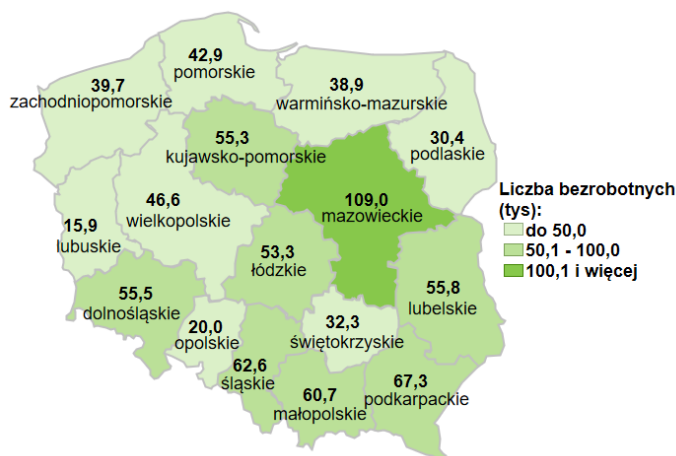 42,9
pomorskie
39,7
zachodniopomorskie
38,9
warmińsko-mazurskie
30,4
podlaskie
55,3
kujawsko-pomorskie
46,6
wielkopolskie
109,0
mazowieckie
15,9
lubuskie
53,3
łódzkie
55,5
dolnośląskie
55,8
lubelskie
20,0
opolskie
32,3
świętokrzyskie
62,6
śląskie
60,7
małopolskie
67,3
podkarpackie
Liczba bezrobotnych
(tys):
do 50,0
50,1 - 100,0
100,1 i więcej